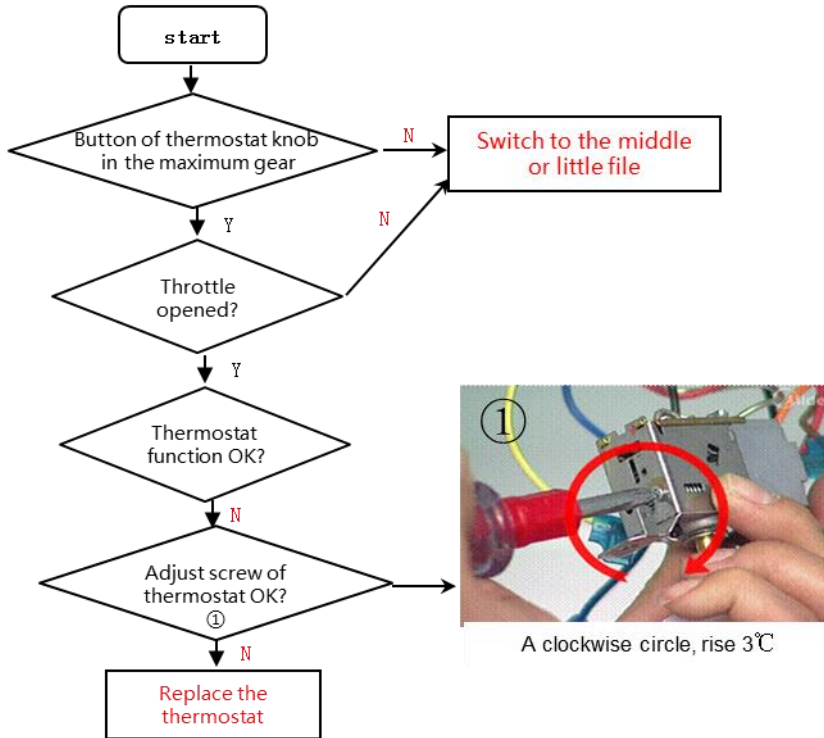 start
Button of thermostat knob
in the maximum gear
N
Switch to the middle
or little file
Y
N
Throttle
opened?
Y
Thermostat
function OK?
N
①
Adjust screw of
thermostat OK?
①
A clockwise circle, rise 3℃
N
Replace the
thermostat